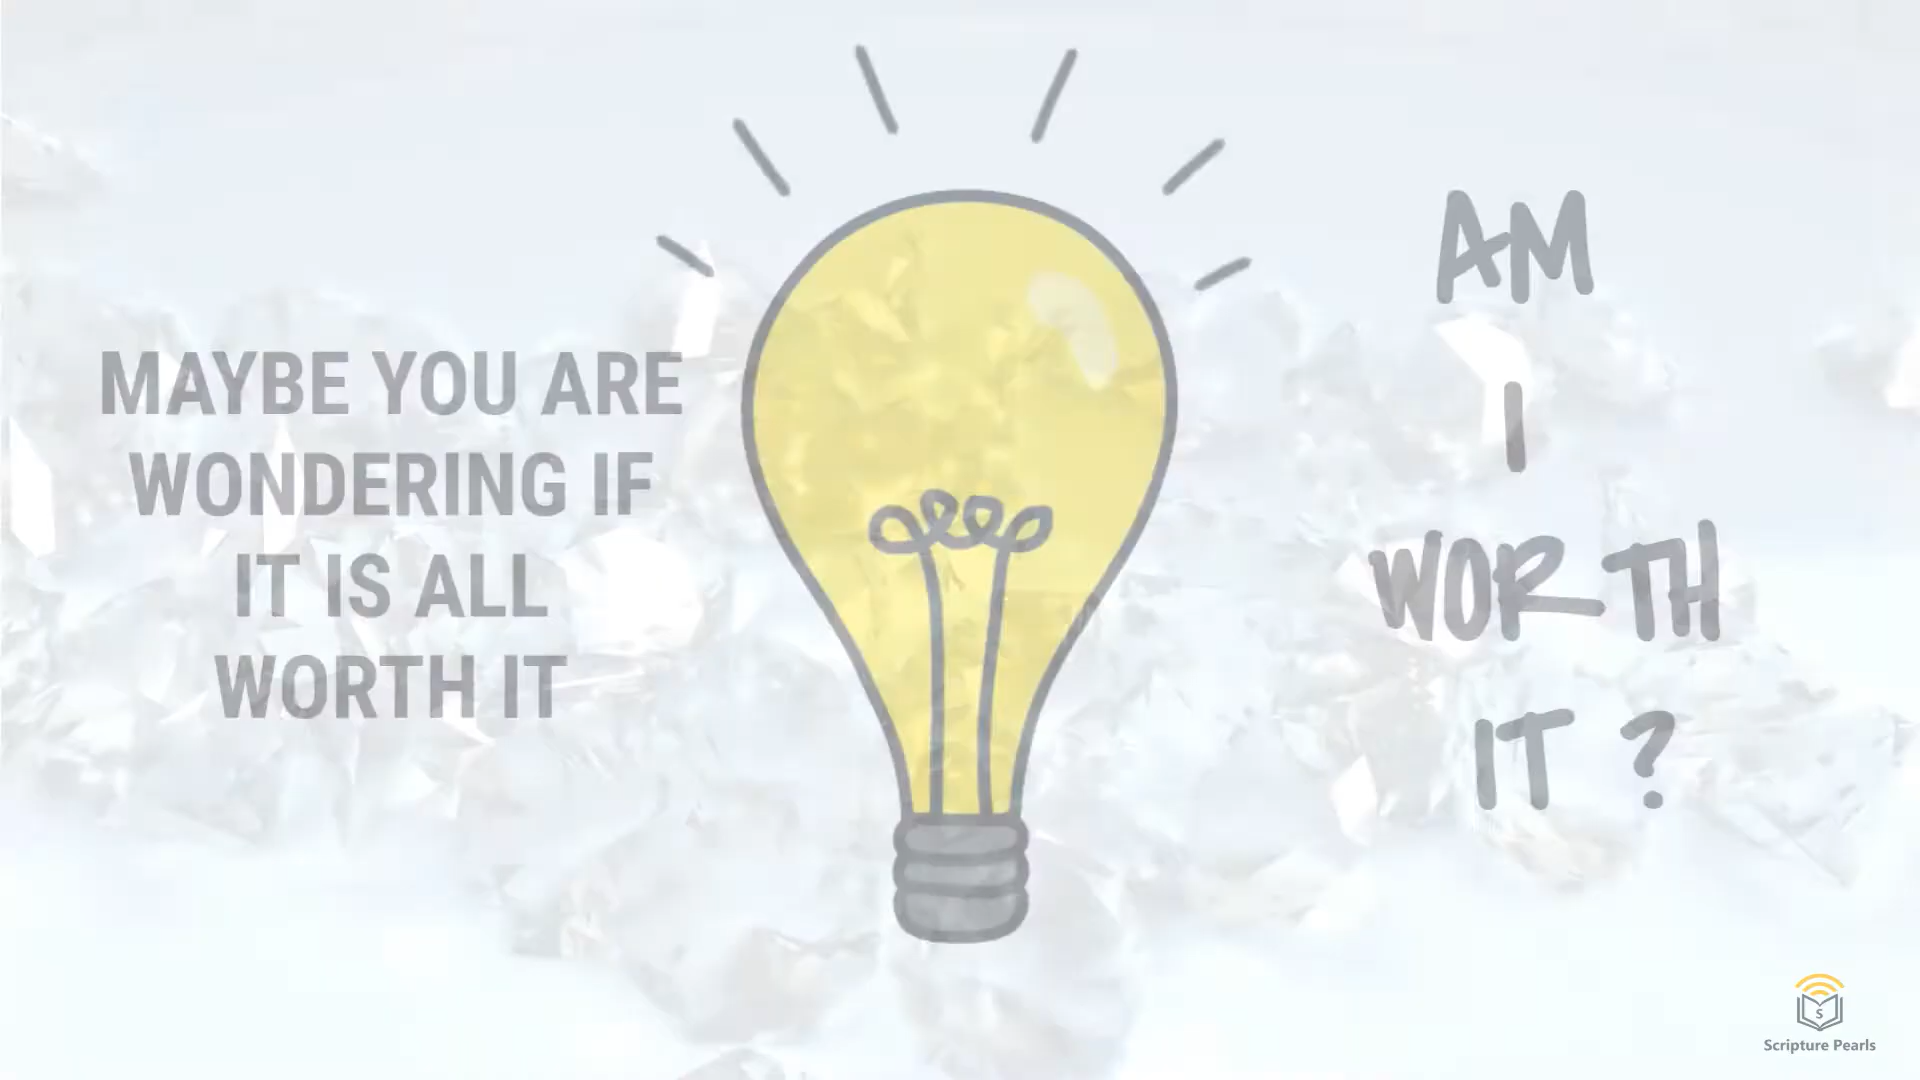 MAYBE YOU ARE
WONDERING IF
IT IS ALL
WORTH IT
AM
I
WORTH
IT ?
S
Scripture Pearls